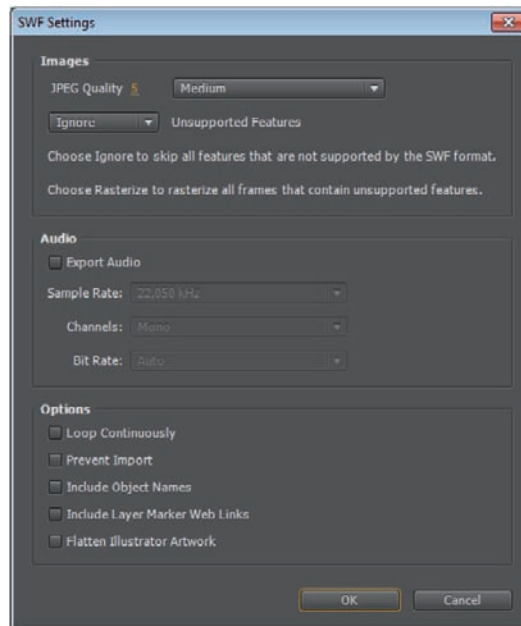 SWF Settings
Images
JPEG Quality 5 Medium
Ignore Unsupported Features
Choose Ignore to skip all features that are not supported by the SWF format.
Choose Rasterize to rasterize all frames that contain unsupported features.
Audio
Export Audio
Sample Rate: 22,050 kHz
Channels: Mono
Bit Rate: Auto
Options
Loop Continuously
Prevent Import
Include Object Names
Include Layer Marker Web Links
Flatten Illustrator Artwork
OK Cancel